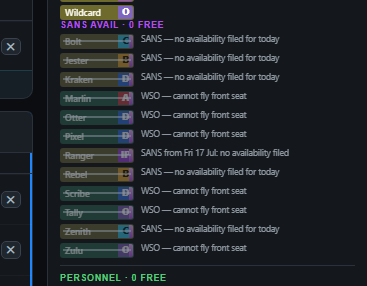 Wildcard
SANS AVAIL · 0 FREE
Bolt SANS — no availability filed for today
Jester SANS — no availability filed for today
Kraken SANS — no availability filed for today
Marlin WSO — cannot fly front seat
Otter WSO — cannot fly front seat
Pixel WSO — cannot fly front seat
Ranger SANS from Fri 17 Jul: no availability filed
Rebel SANS — no availability filed for today
Scribe WSO — cannot fly front seat
Tally WSO — cannot fly front seat
Zenith SANS — no availability filed for today
Zulu WSO — cannot fly front seat
PERSONNEL · 0 FREE